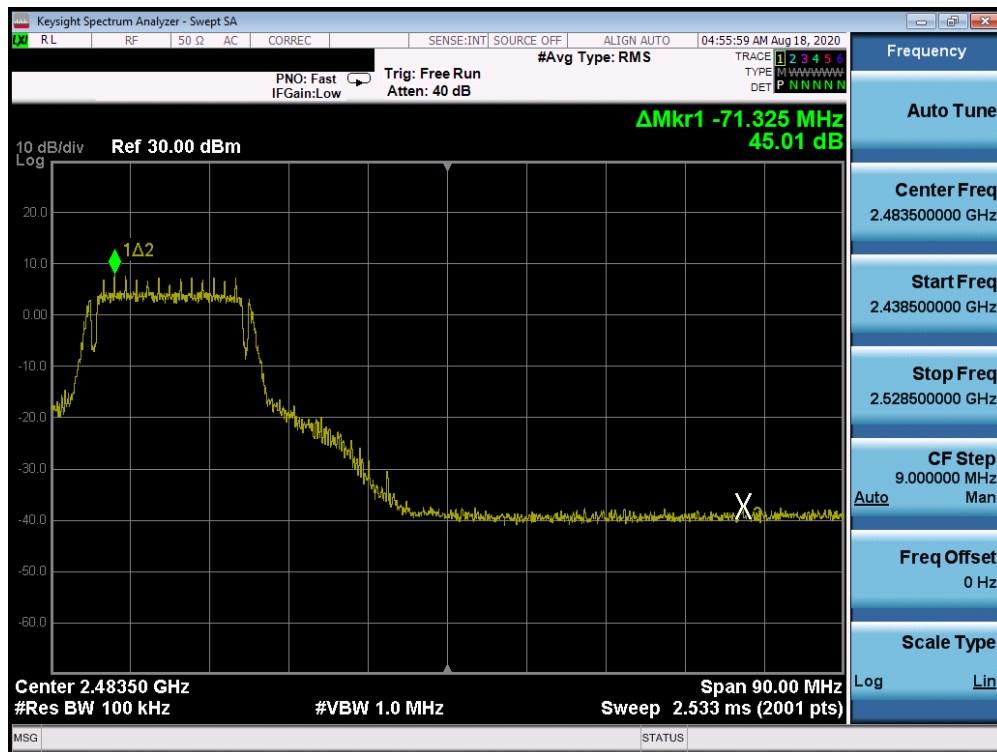 Keysight Spectrum Analyzer - Swept SA
LXI RL RF 50 Ω AC CORREC SENSE:INT SOURCE OFF ALIGN AUTO 04:55:59 AM Aug 18, 2020
#Avg Type: RMS
TRACE 1 2 3 4 5 6
PNO: Fast Trig: Free Run
TYPE M WWWWW
IFGain:Low Atten: 40 dB
DET P N N N N N
ΔMkr1 -71.325 MHz
45.01 dB
10 dB/div Ref 30.00 dBm
Log
20.0
1Δ2
10.0
0.00
-10.0
-20.0
-30.0
-40.0
X2
-50.0
-60.0
Center 2.48350 GHz Span 90.00 MHz
#Res BW 100 kHz #VBW 1.0 MHz Sweep 2.533 ms (2001 pts)
MSG STATUS
Frequency
Auto Tune
Center Freq
2.483500000 GHz
Start Freq
2.438500000 GHz
Stop Freq
2.528500000 GHz
CF Step
9.000000 MHz
Auto Man
Freq Offset
0 Hz
Scale Type
Log Lin